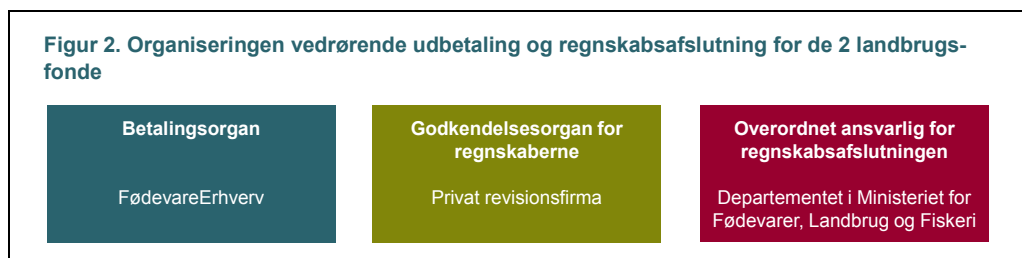 Figur 2. Organiseringen vedrørende udbetaling og regnskabsafslutning for de 2 landbrugs-
fonde
Betalingsorgan
FødevareErhverv
Godkendelsesorgan for
regnskaberne
Privat revisionsfirma
Overordnet ansvarlig for
regnskabsafslutningen
Departementet i Ministeriet for
Fødevarer, Landbrug og Fiskeri